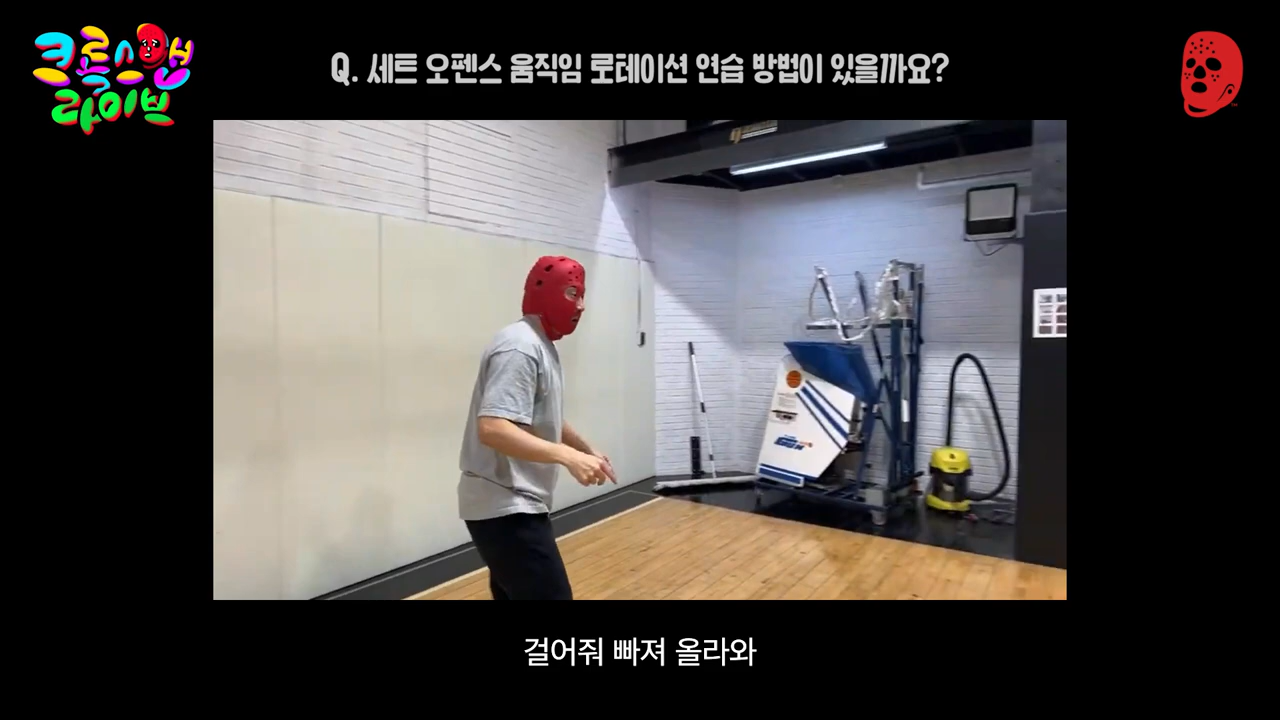 크로스맨
라이브
Q. 세트 오펜스 움직임 로테이션 연습 방법이 있을까요?
걸어줘 빠져 올라와